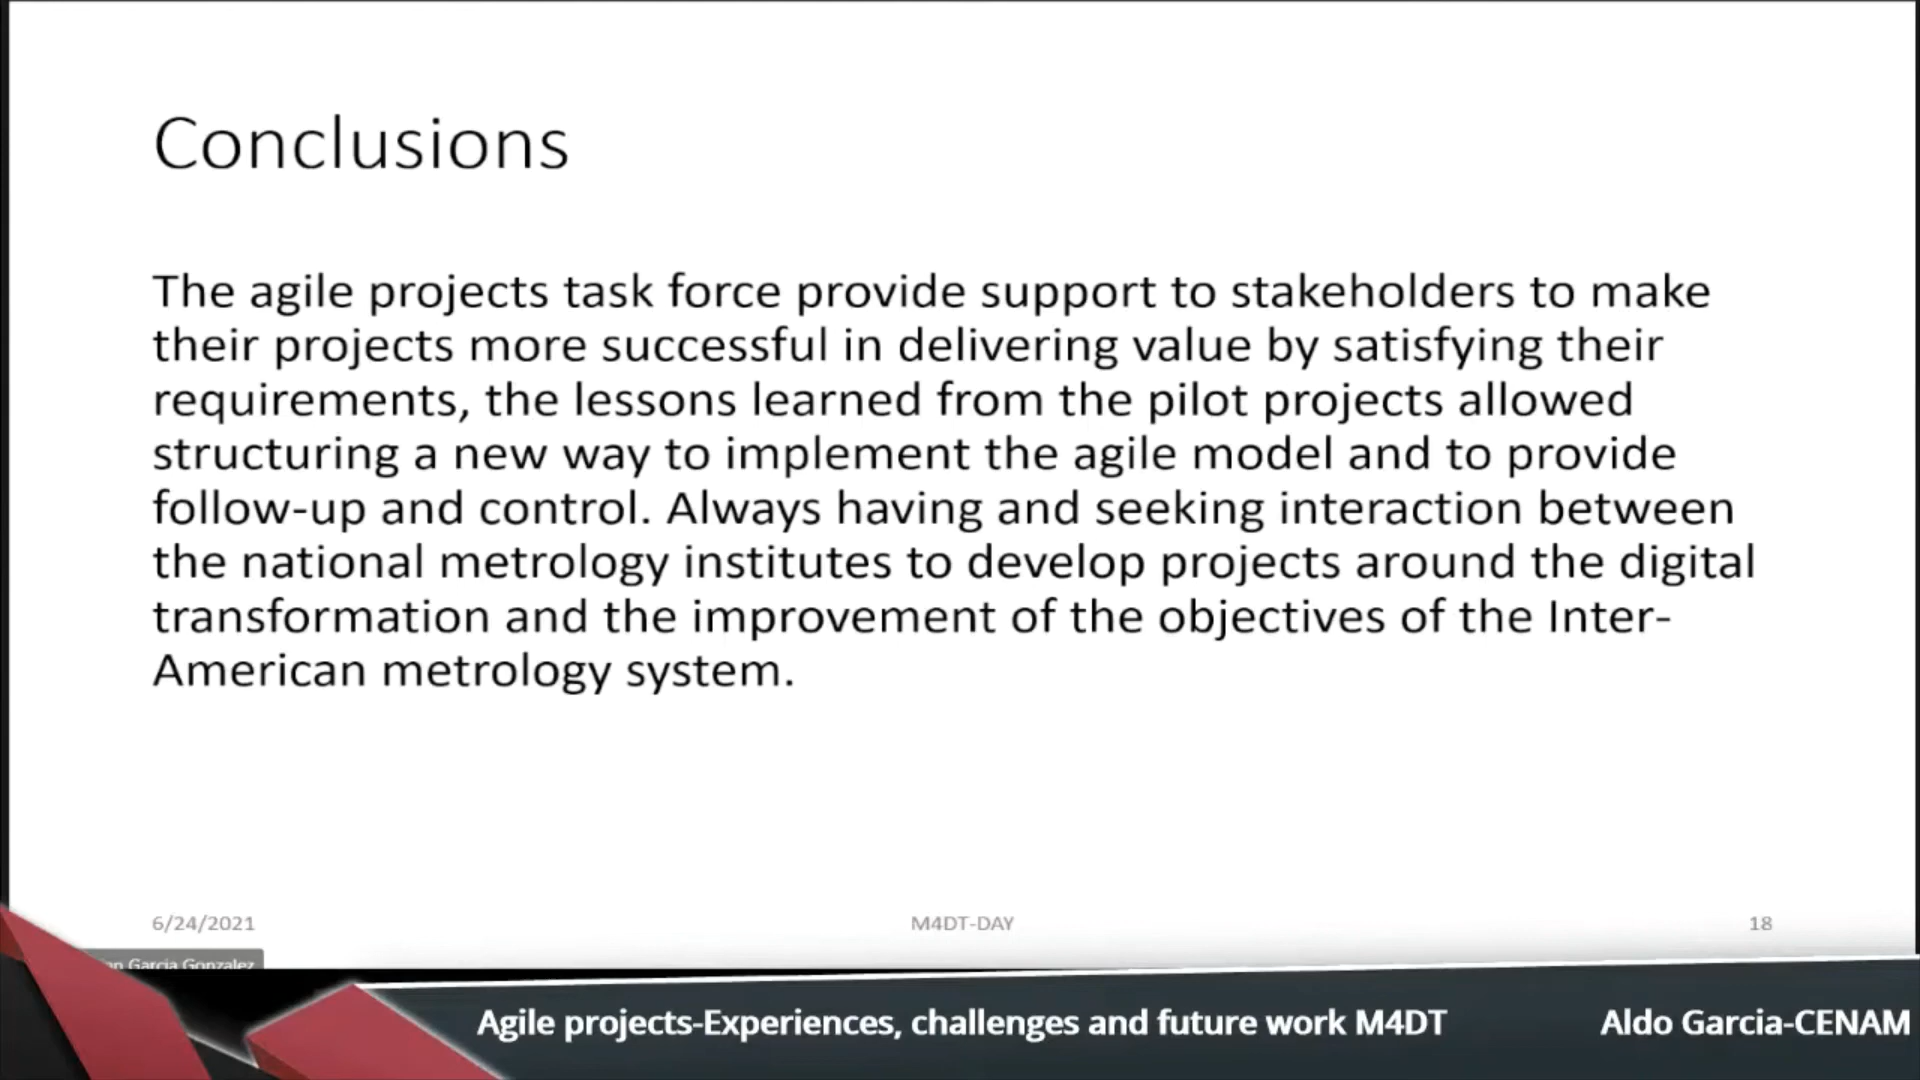 Conclusions
The agile projects task force provide support to stakeholders to make
their projects more successful in delivering value by satisfying their
requirements, the lessons learned from the pilot projects allowed
structuring a new way to implement the agile model and to provide
follow-up and control. Always having and seeking interaction between
the national metrology institutes to develop projects around the digital
transformation and the improvement of the objectives of the Inter-
American metrology system.
6/24/2021
M4DT-DAY
18
Garcia Gonzalez
Agile projects-Experiences, challenges and future work M4DT
Aldo Garcia-CENAM